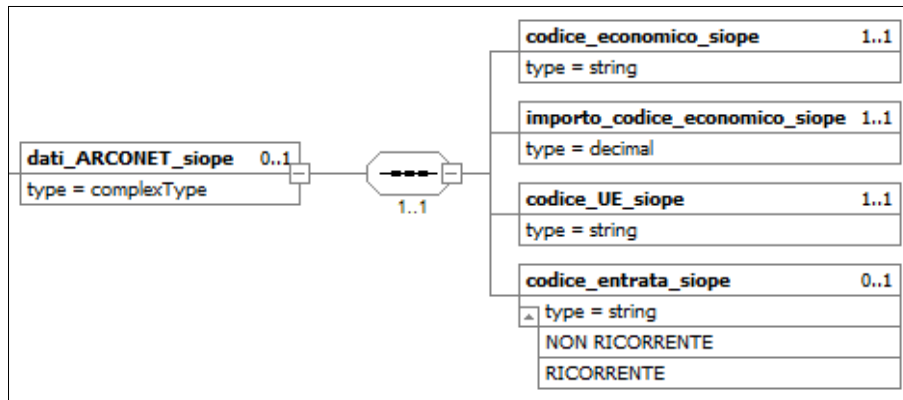 codice_economico_siope 1..1
type = string
importo_codice_economico_siope 1..1
type = decimal
dati_ARCONET_siope 0..1
type = complexType
1..1
codice_UE_siope 1..1
type = string
codice_entrata_siope 0..1
type = string
NON RICORRENTE
RICORRENTE